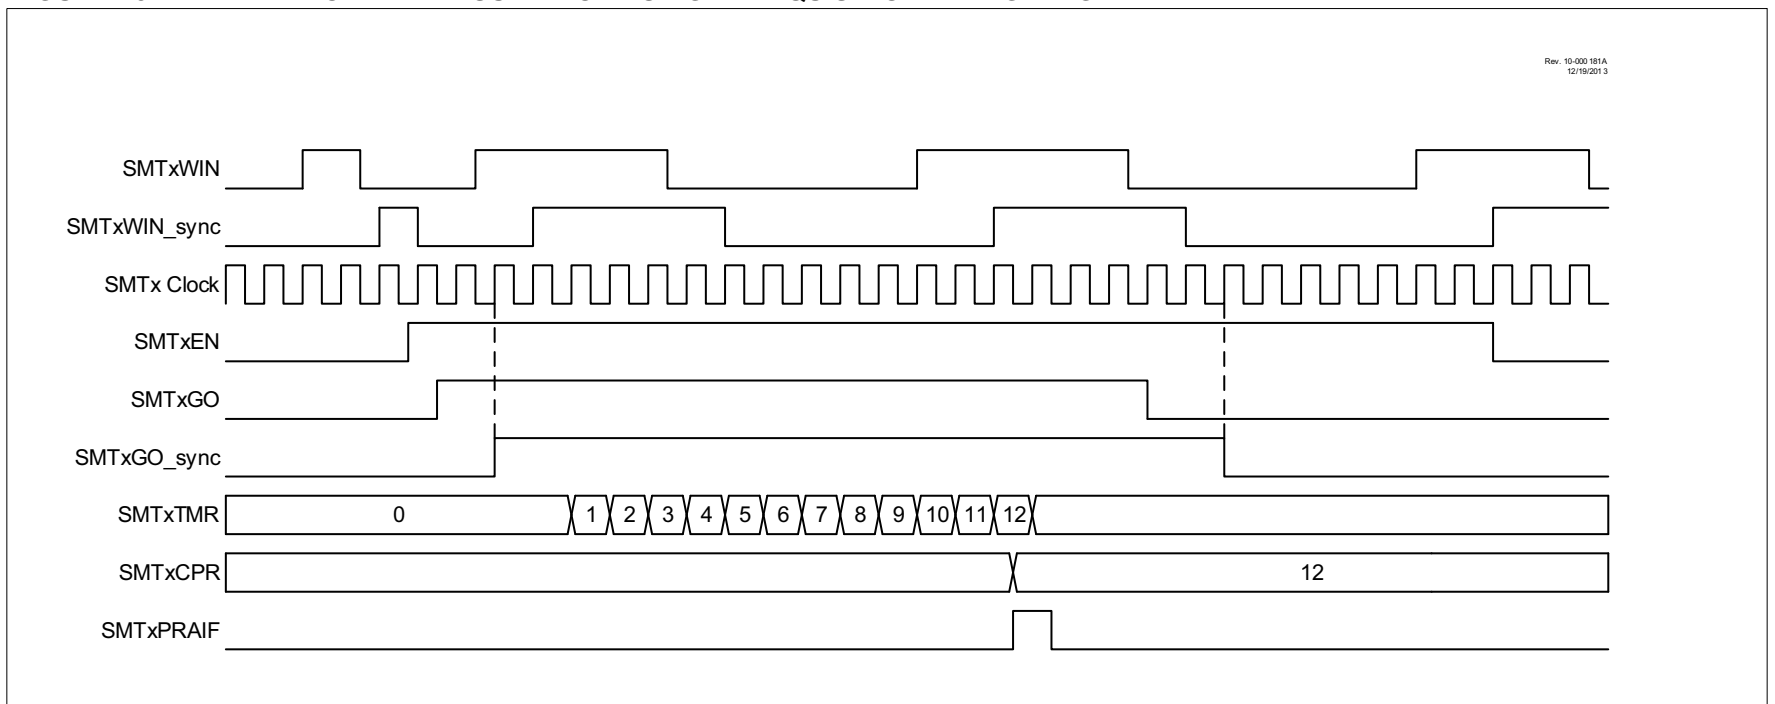 Rev. 10-000 181A
12/19/201 3
SMTxWIN
SMTxWIN_sync
SMTx Clock
SMTxEN
SMTxGO
SMTxGO_sync
SMTxTMR 0 1 2 3 4 5 6 7 8 9 10 11 12
SMTxCPR 12
SMTxPRAIF